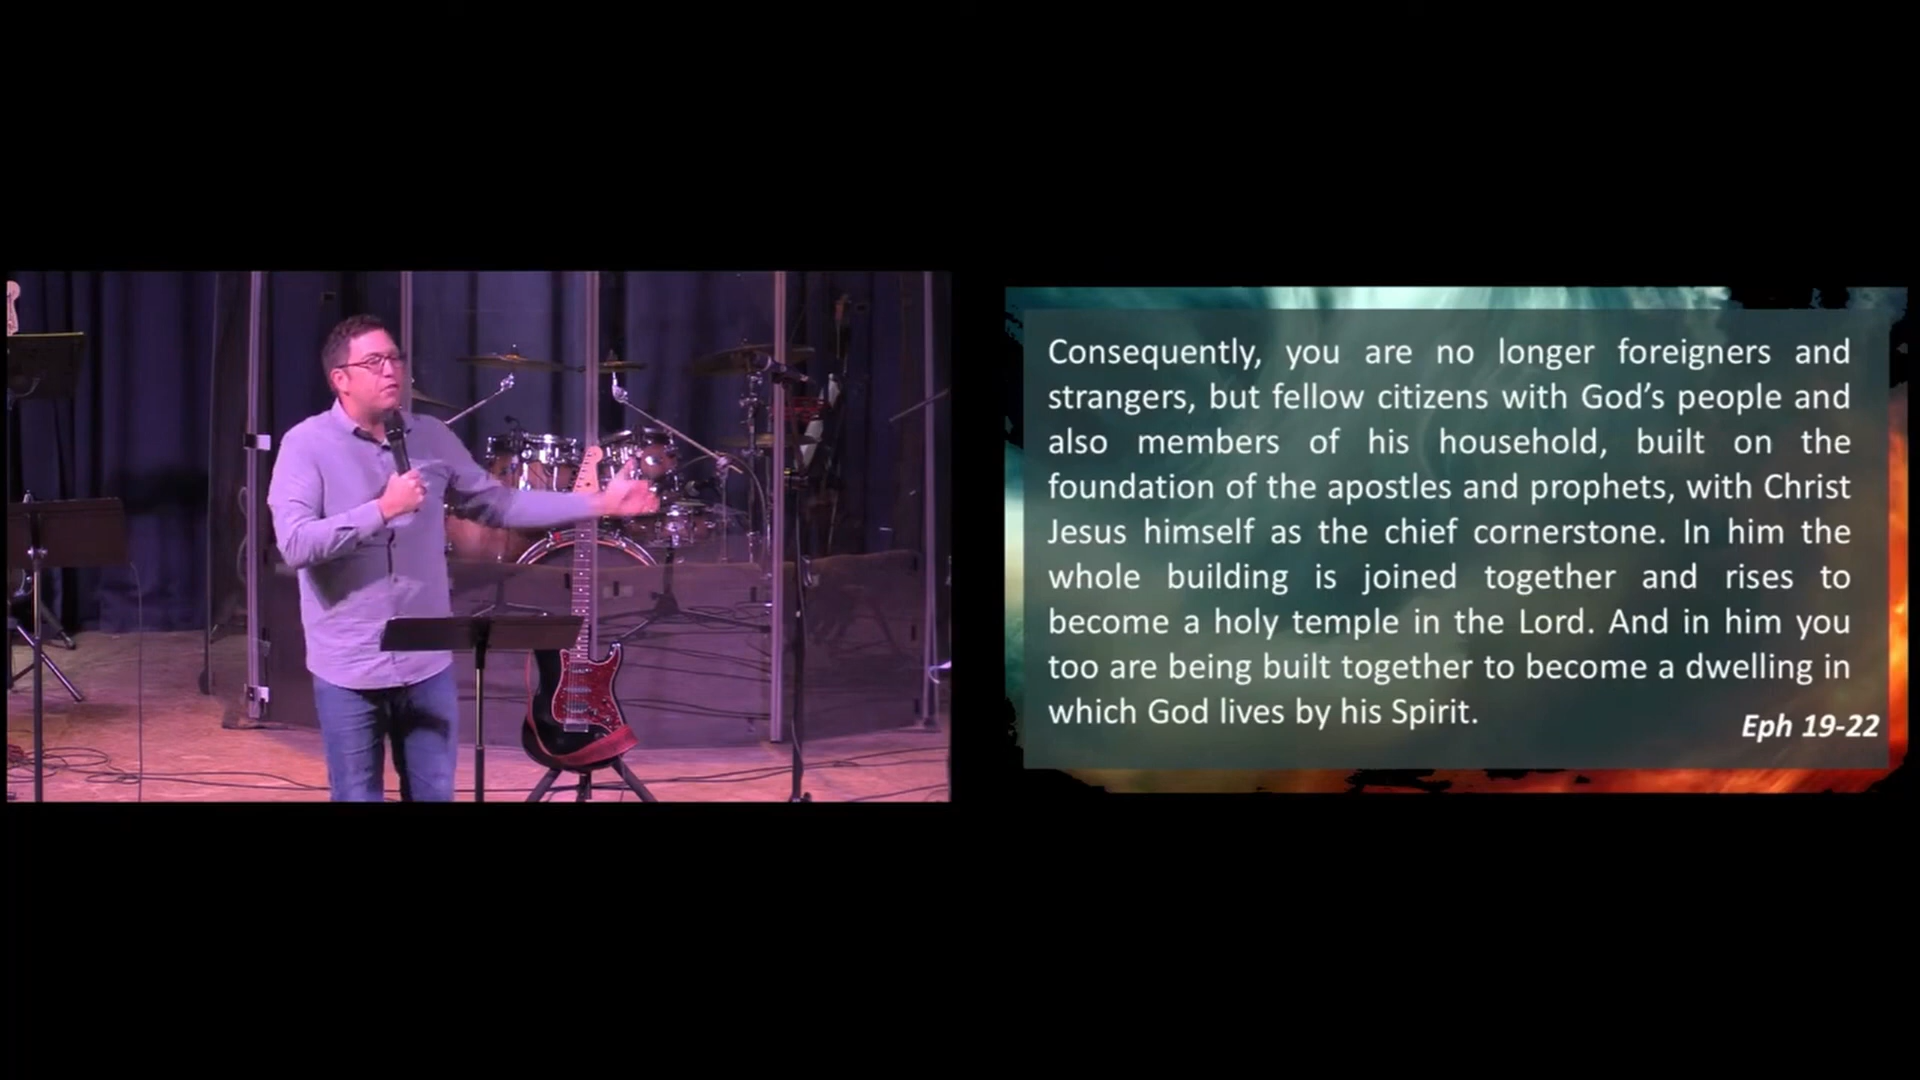 Consequently, you are no longer foreigners and
strangers, but fellow citizens with God’s people and
also members of his household, built on the
foundation of the apostles and prophets, with Christ
Jesus himself as the chief cornerstone. In him the
whole building is joined together and rises to
become a holy temple in the Lord. And in him you
too are being built together to become a dwelling in
which God lives by his Spirit.
Eph 19-22